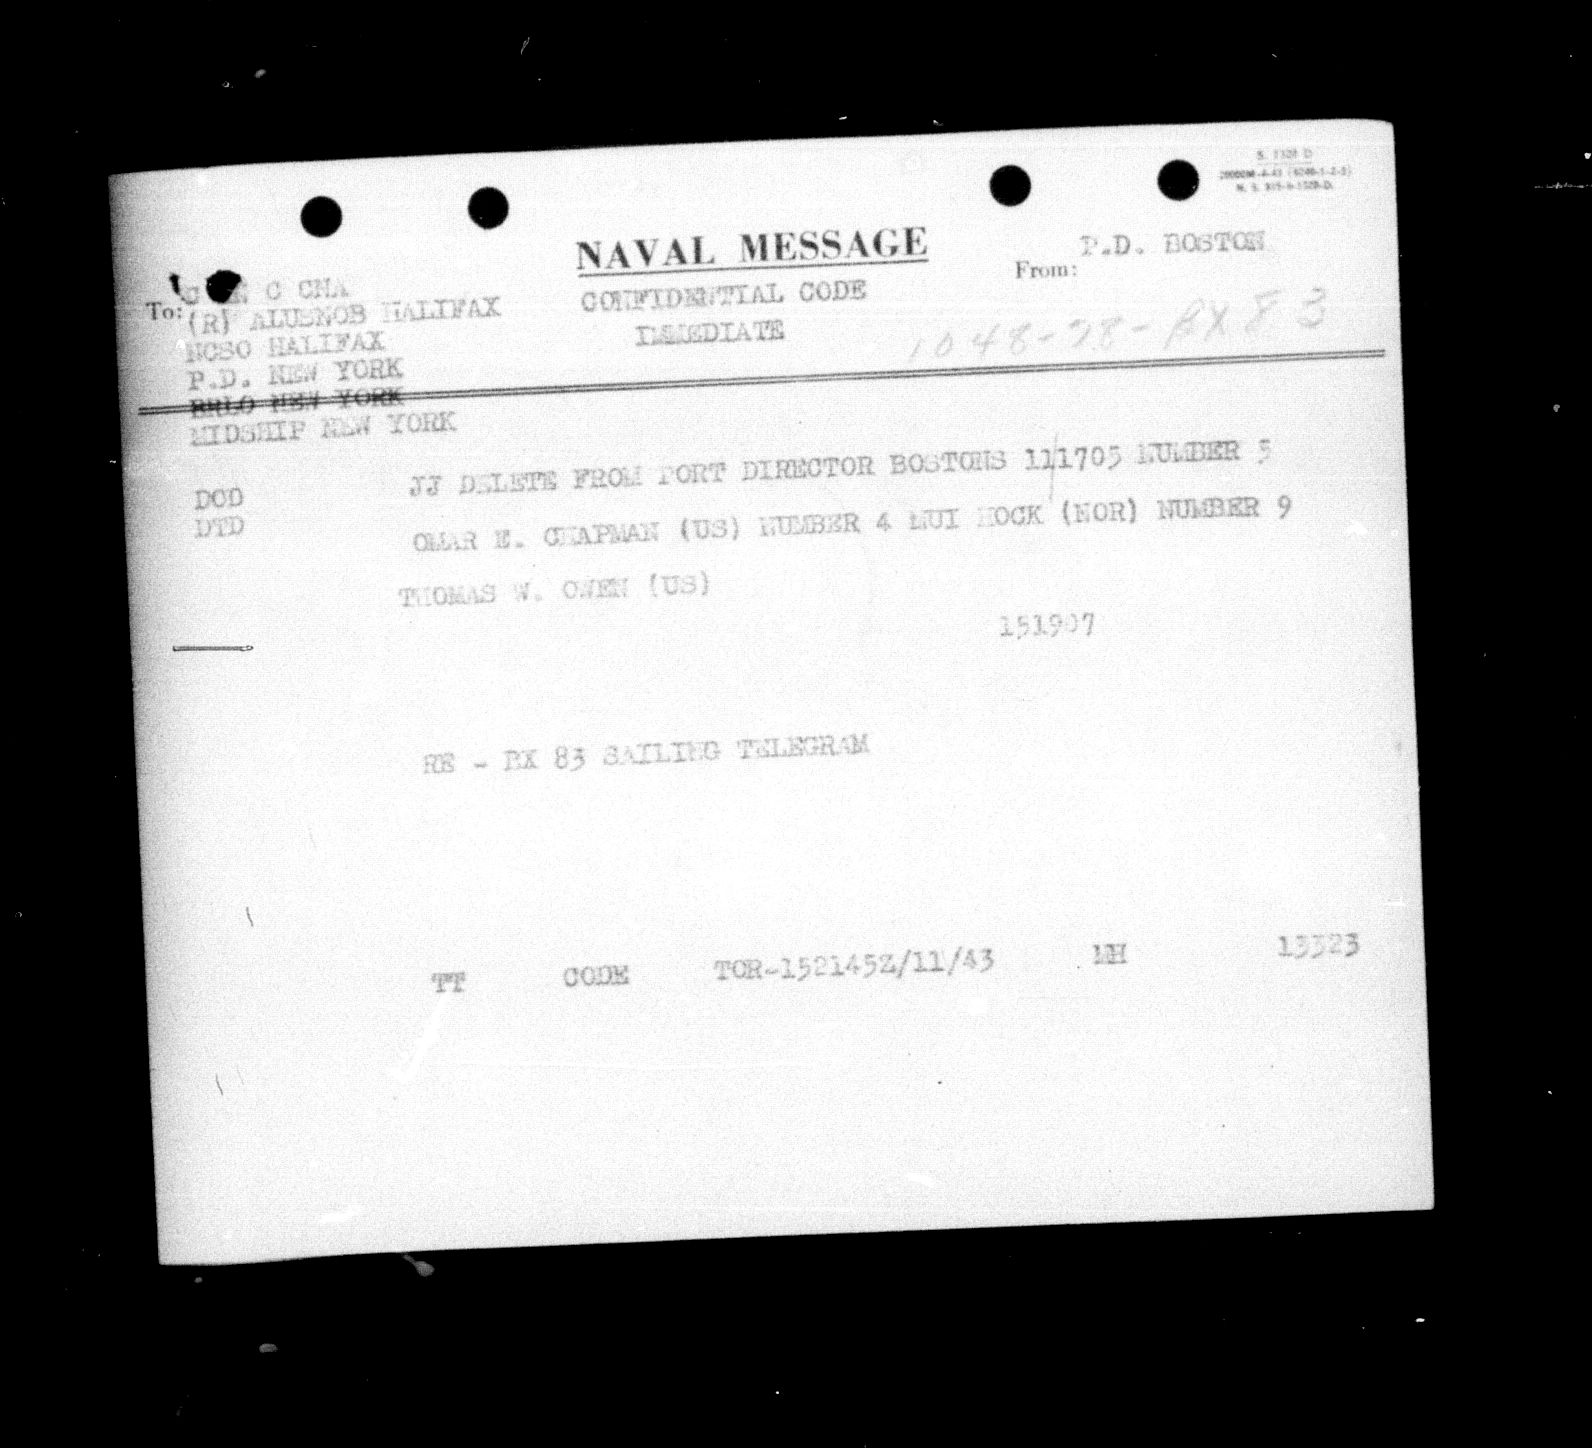 S. 1320 D
NAVAL MESSAGE
From: P.D. BOSTON
To: C IN C CNA
(R) ALUSNOB HALIFAX
NCSO HALIFAX
P.D. NEW YORK
BRLO NEW YORK
MIDSHIP NEW YORK
CONFIDENTIAL CODE
IMMEDIATE
1048-28-BX 83
DOD
DTD
JJ DELETE FROM PORT DIRECTOR BOSTONS 111705 NUMBER 5
OMAR E. CHAPMAN (US) NUMBER 4 MUI HOCK (NOR) NUMBER 9
THOMAS W. OWEN (US)
151907
RE - BX 83 SAILING TELEGRAM
TT CODE TOR-152145Z/11/43 13323